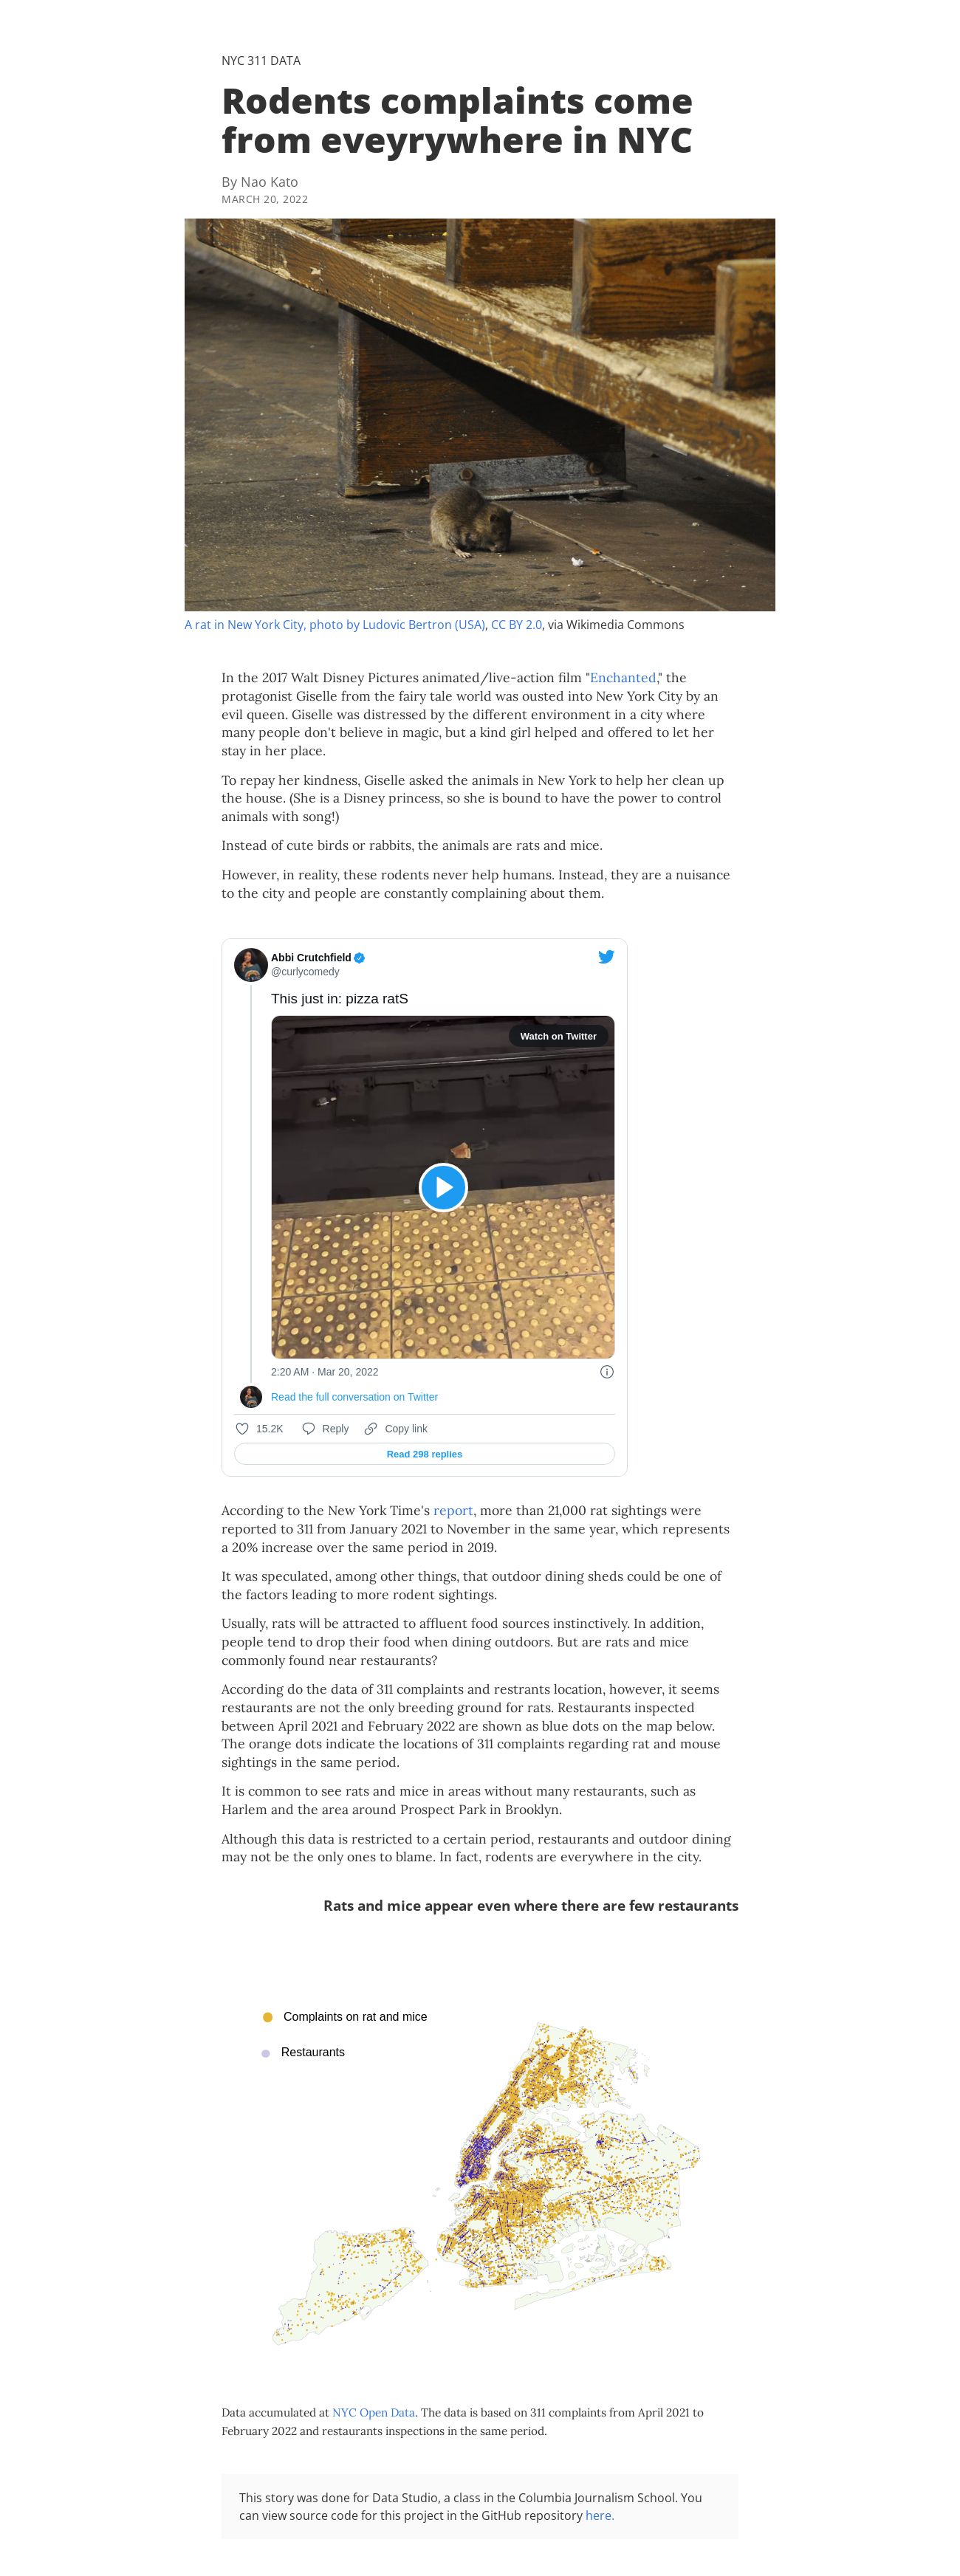 NYC 311 DATA
Rodents complaints come
from eveyrywhere in NYC
By Nao Kato
MARCH 20, 2022
A rat in New York City, photo by Ludovic Bertron (USA), CC BY 2.0, via Wikimedia Commons
In the 2017 Walt Disney Pictures animated/live-action film "Enchanted," the
protagonist Giselle from the fairy tale world was ousted into New York City by an
evil queen. Giselle was distressed by the different environment in a city where
many people don't believe in magic, but a kind girl helped and offered to let her
stay in her place.
To repay her kindness, Giselle asked the animals in New York to help her clean up
the house. (She is a Disney princess, so she is bound to have the power to control
animals with song!)
Instead of cute birds or rabbits, the animals are rats and mice.
However, in reality, these rodents never help humans. Instead, they are a nuisance
to the city and people are constantly complaining about them.
Abbi Crutchfield
@curlycomedy
This just in: pizza ratS
Watch on Twitter
2:20 AM · Mar 20, 2022
Read the full conversation on Twitter
15.2K Reply Copy link
Read 298 replies
According to the New York Time's report, more than 21,000 rat sightings were
reported to 311 from January 2021 to November in the same year, which represents
a 20% increase over the same period in 2019.
It was speculated, among other things, that outdoor dining sheds could be one of
the factors leading to more rodent sightings.
Usually, rats will be attracted to affluent food sources instinctively. In addition,
people tend to drop their food when dining outdoors. But are rats and mice
commonly found near restaurants?
According do the data of 311 complaints and restrants location, however, it seems
restaurants are not the only breeding ground for rats. Restaurants inspected
between April 2021 and February 2022 are shown as blue dots on the map below.
The orange dots indicate the locations of 311 complaints regarding rat and mouse
sightings in the same period.
It is common to see rats and mice in areas without many restaurants, such as
Harlem and the area around Prospect Park in Brooklyn.
Although this data is restricted to a certain period, restaurants and outdoor dining
may not be the only ones to blame. In fact, rodents are everywhere in the city.
Rats and mice appear even where there are few restaurants
Complaints on rat and mice
Restaurants
Data accumulated at NYC Open Data. The data is based on 311 complaints from April 2021 to
February 2022 and restaurants inspections in the same period.
This story was done for Data Studio, a class in the Columbia Journalism School. You
can view source code for this project in the GitHub repository here.